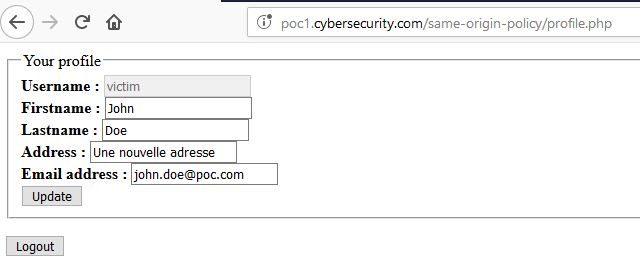 poc1.cybersecurity.com/same-origin-policy/profile.php
Your profile
Username : victim
Firstname : John
Lastname : Doe
Address : Une nouvelle adresse
Email address : john.doe@poc.com
Update
Logout